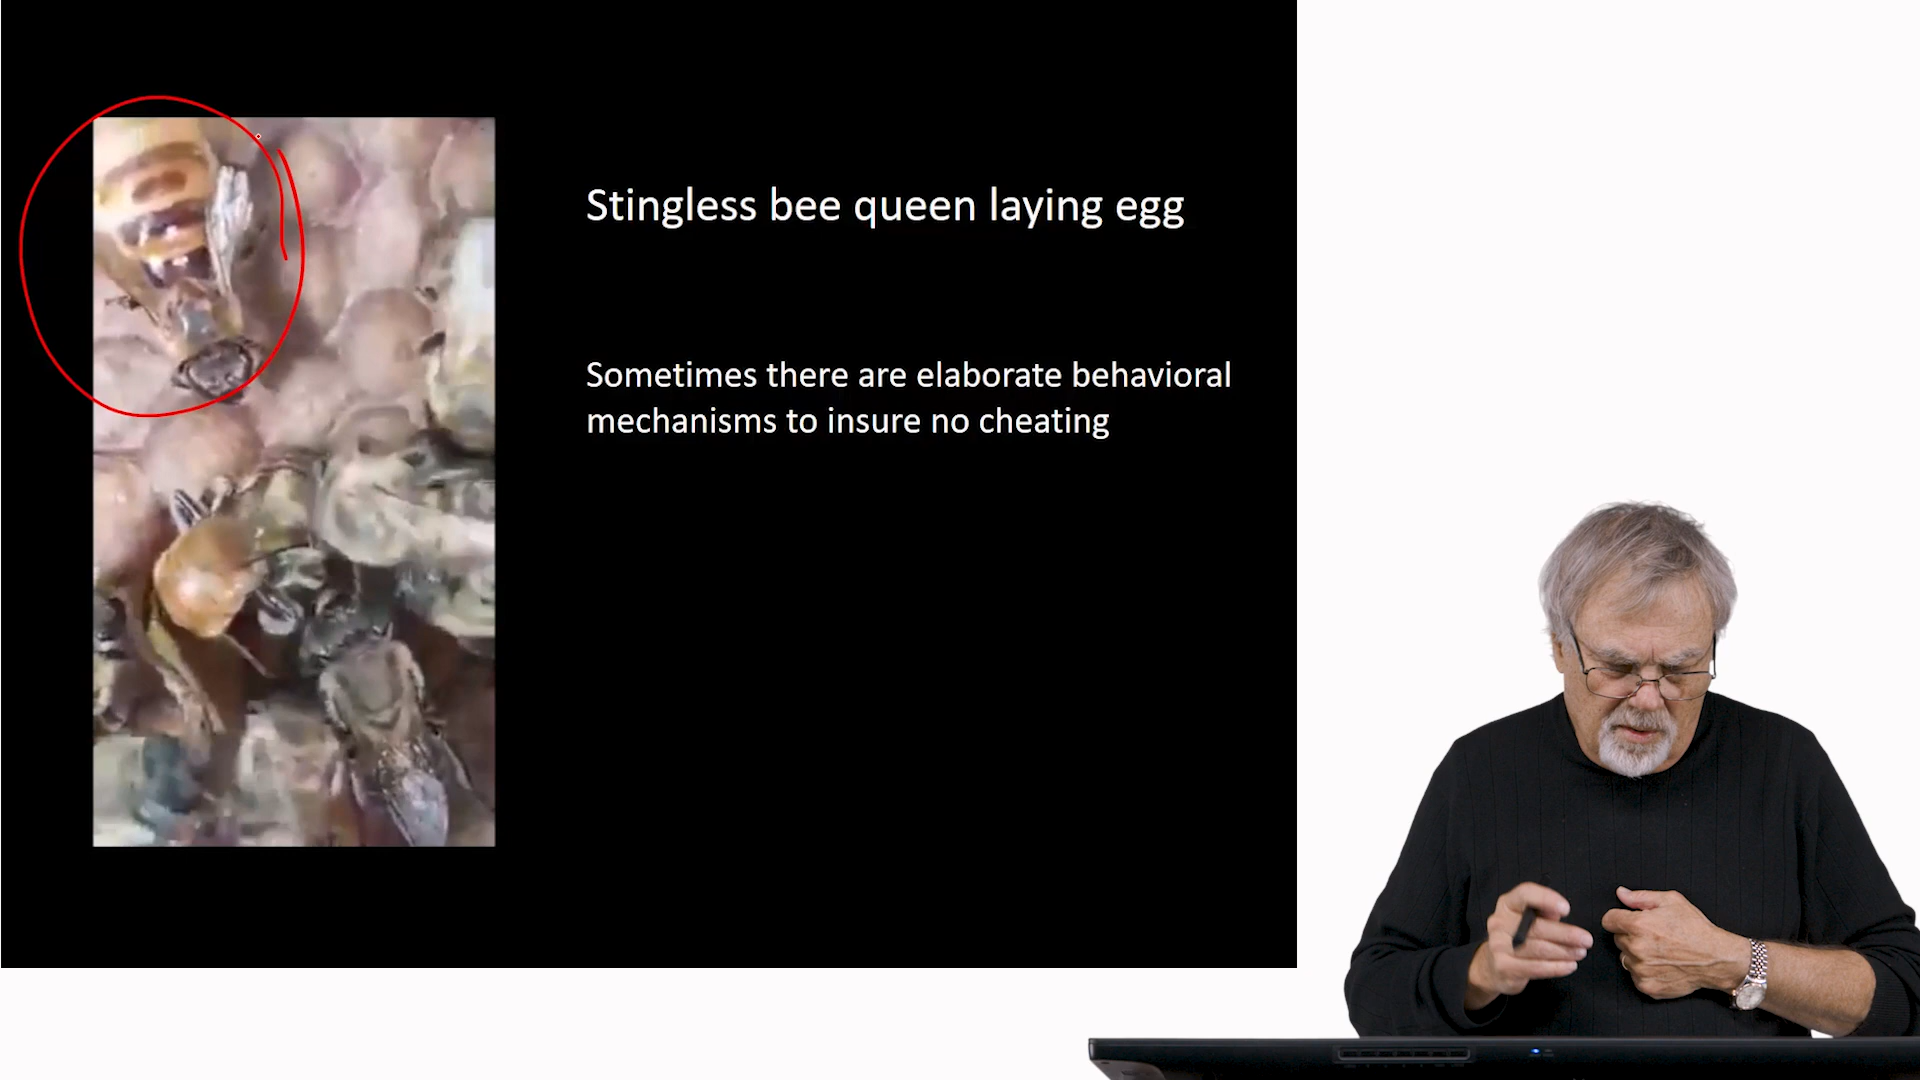 Stingless bee queen laying egg
Sometimes there are elaborate behavioral
mechanisms to insure no cheating